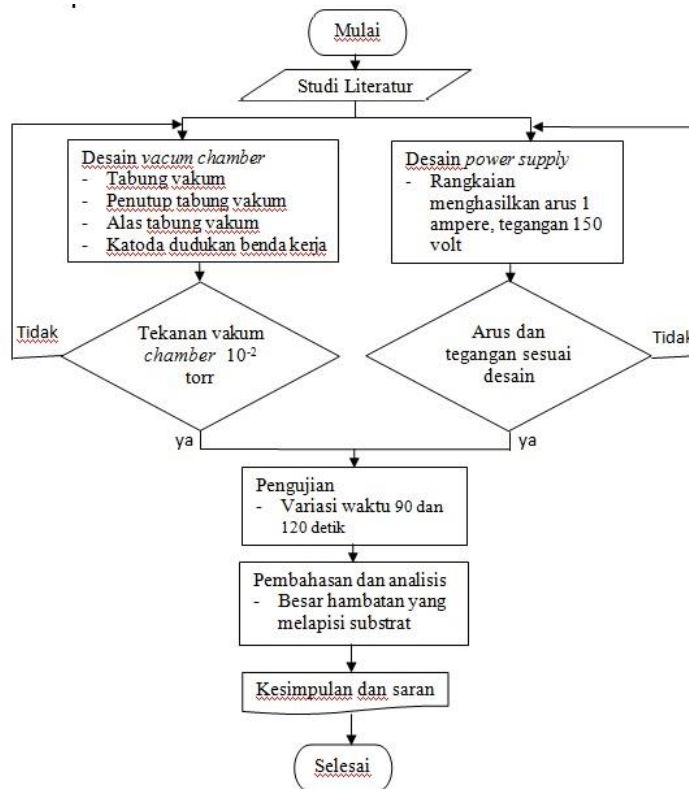 Mulai
Studi Literatur
Desain vacum chamber
- Tabung vakum
- Penutup tabung vakum
- Alas tabung vakum
- Katoda dudukan benda kerja
Desain power supply
- Rangkaian
menghasilkan arus 1
ampere, tegangan 150
volt
Tidak
Tekanan vakum
chamber 10⁻²
torr
Arus dan
tegangan sesuai
desain
Tidak
ya
ya
Pengujian
- Variasi waktu 90 dan
120 detik
Pembahasan dan analisis
- Besar hambatan yang
melapisi substrat
Kesimpulan dan saran
Selesai